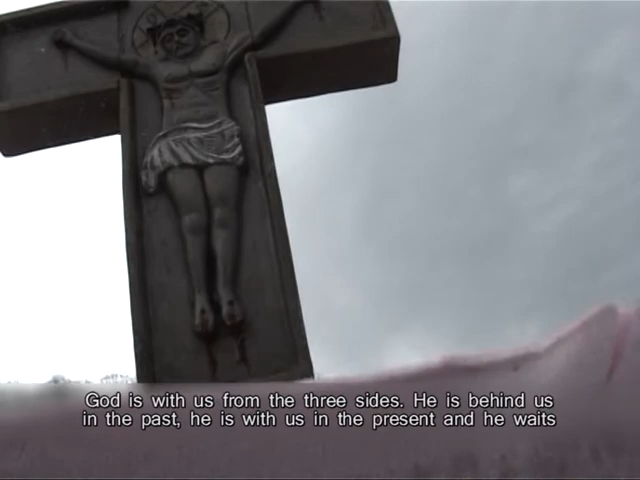 God is with us from the three sides. He is behind us
in the past, he is with us in the present and he waits